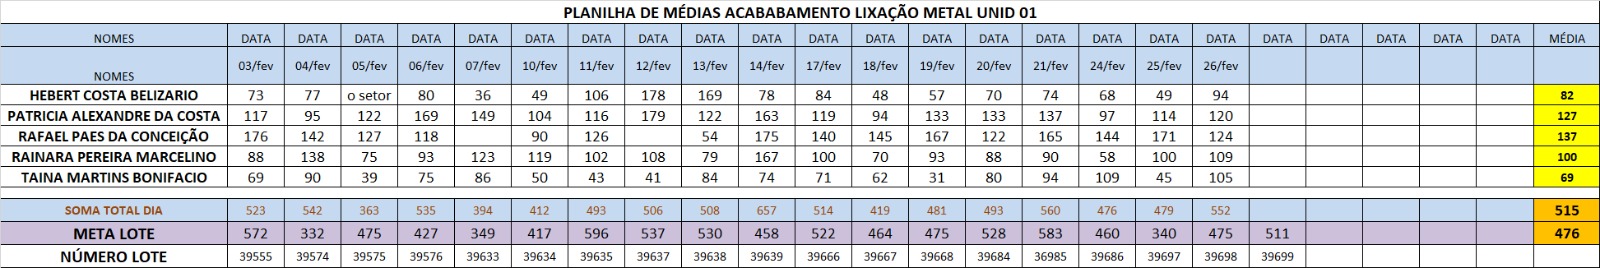 PLANILHA DE MÉDIAS ACABABAMENTO LIXAÇÃO METAL UNID 01
NOMES DATA DATA DATA DATA DATA DATA DATA DATA DATA DATA DATA DATA DATA DATA DATA DATA DATA DATA DATA DATA DATA DATA DATA MÉDIA
NOMES 03/fev 04/fev 05/fev 06/fev 07/fev 10/fev 11/fev 12/fev 13/fev 14/fev 17/fev 18/fev 19/fev 20/fev 21/fev 24/fev 25/fev 26/fev
HEBERT COSTA BELIZARIO 73 77 o setor 80 36 49 106 178 169 78 84 48 57 70 74 68 49 94 82
PATRICIA ALEXANDRE DA COSTA 117 95 122 169 149 104 116 179 122 163 119 94 133 133 137 97 114 120 127
RAFAEL PAES DA CONCEIÇÃO 176 142 127 118 90 126 54 175 140 145 167 122 165 144 171 124 137
RAINARA PEREIRA MARCELINO 88 138 75 93 123 119 102 108 79 167 100 70 93 88 90 58 100 109 100
TAINA MARTINS BONIFACIO 69 90 39 75 86 50 43 41 84 74 71 62 31 80 94 109 45 105 69
SOMA TOTAL DIA 523 542 363 535 394 412 493 506 508 657 514 419 481 493 560 476 479 552 515
META LOTE 572 332 475 427 349 417 596 537 530 458 522 464 475 528 583 460 340 475 511 476
NÚMERO LOTE 39555 39574 39575 39576 39633 39634 39635 39637 39638 39639 39666 39667 39668 39684 36985 39686 39697 39698 39699